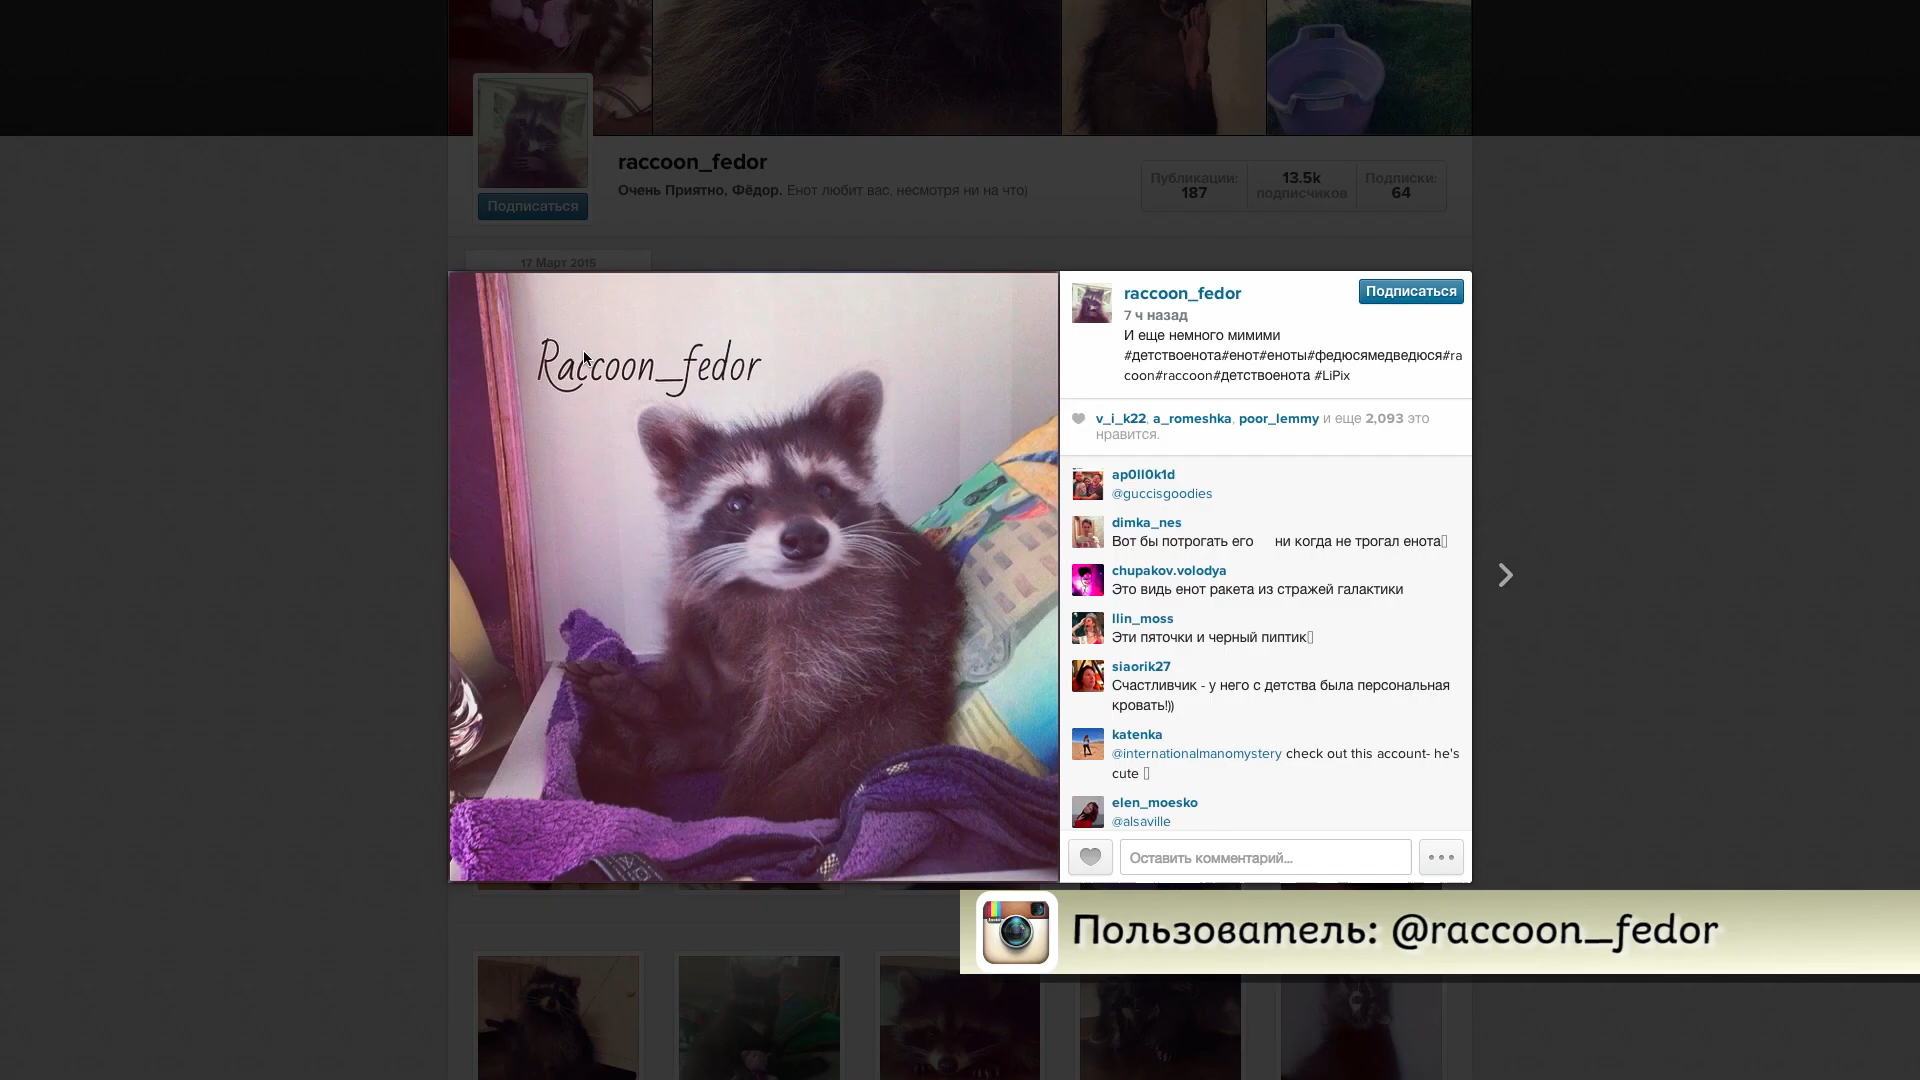 raccoon_fedor
Очень Приятно, Фёдор. Енот любит вас, несмотря ни на что)
Подписаться
Публикации:
187
13.5k
подписчиков
Подписки:
64
17 Март 2015
Raccoon_fedor
raccoon_fedor
Подписаться
7 ч назад
И еще немного мимими
#детствоенота#енот#еноты#федюсямедведюся#ra
coon#raccoon#детствоенота #LiPix
v_i_k22, a_romeshka, poor_lemmy и еще 2,093 это
нравится.
ap0ll0k1d
@guccisgoodies
dimka_nes
Вот бы потрогать его ни когда не трогал енота
chupakov.volodya
Это видь енот ракета из стражей галактики
llin_moss
Эти пяточки и черный пиптик
siaorik27
Счастливчик - у него с детства была персональная
кровать!))
katenka
@internationalmanomystery check out this account- he's
cute
elen_moesko
@alsaville
Оставить комментарий...
Пользователь: @raccoon_fedor